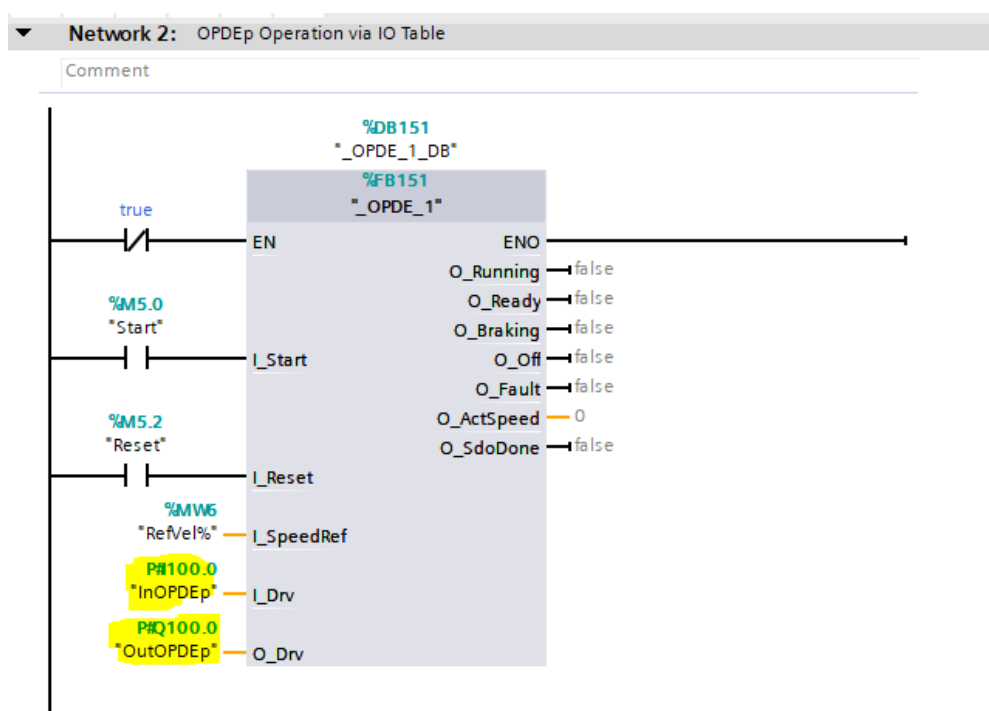 Network 2: OPDEp Operation via IO Table
Comment
%DB151
"_OPDE_1_DB"
%FB151
"_OPDE_1"
true
EN ENO
O_Running false
%M5.0 O_Ready false
"Start" O_Braking false
I_Start O_Off false
O_Fault false
%M5.2 O_ActSpeed 0
"Reset" O_SdoDone false
I_Reset
%MW6
"RefVel%" I_SpeedRef
P#I100.0
"InOPDEp" I_Drv
P#Q100.0
"OutOPDEp" O_Drv